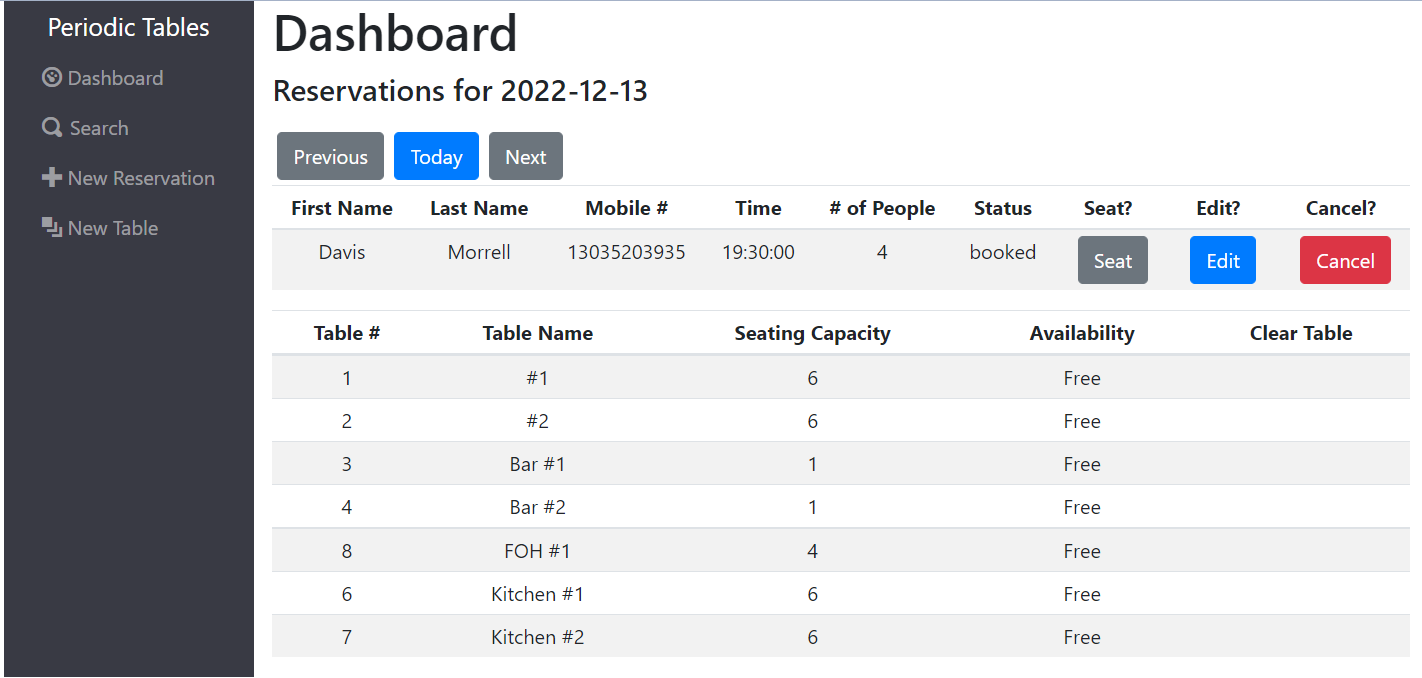 Periodic Tables
Dashboard
Search
New Reservation
New Table
Dashboard
Reservations for 2022-12-13
Previous Today Next
First Name Last Name Mobile # Time # of People Status Seat? Edit? Cancel?
Davis Morrell 13035203935 19:30:00 4 booked Seat Edit Cancel
Table # Table Name Seating Capacity Availability Clear Table
1 #1 6 Free
2 #2 6 Free
3 Bar #1 1 Free
4 Bar #2 1 Free
8 FOH #1 4 Free
6 Kitchen #1 6 Free
7 Kitchen #2 6 Free